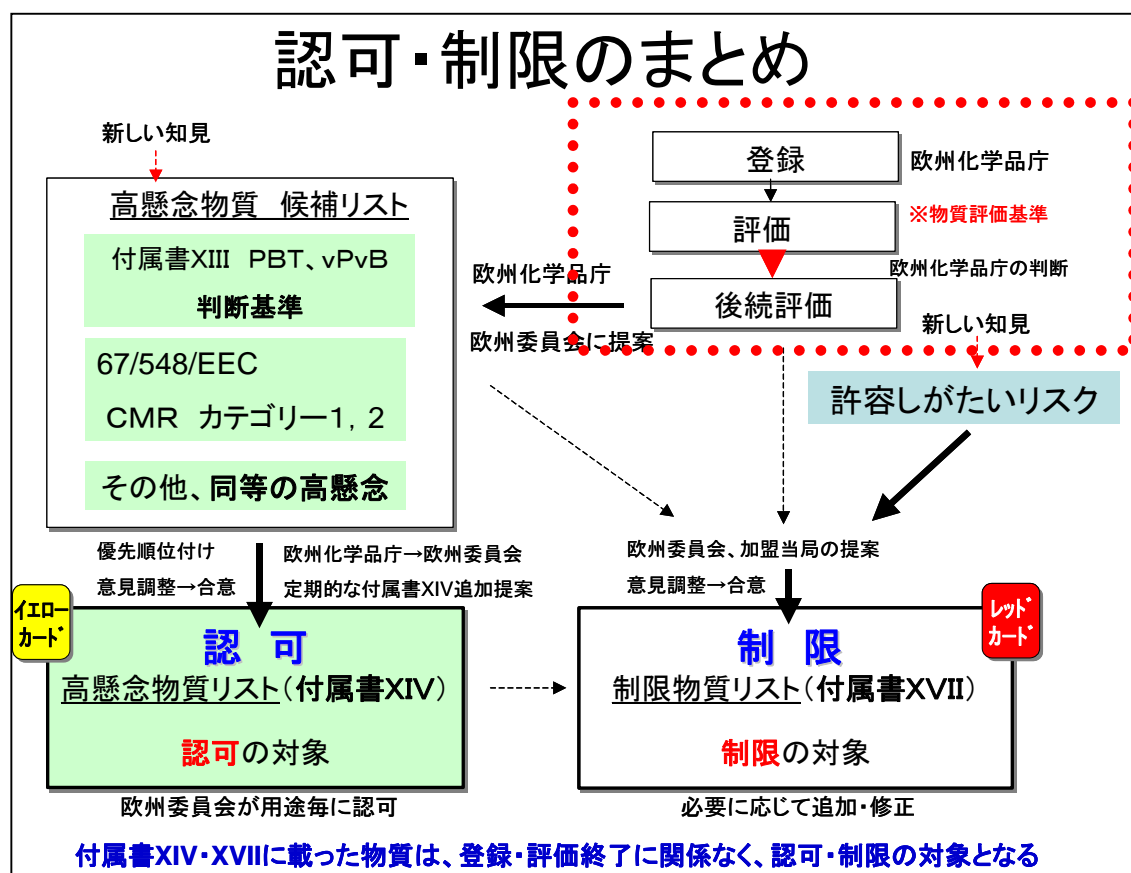 認可・制限のまとめ
新しい知見
高懸念物質 候補リスト
付属書XIII PBT、vPvB
判断基準
67/548/EEC
CMR カテゴリー1,2
その他、同等の高懸念
登録
欧州化学品庁
評価
※物質評価基準
欧州化学品庁の判断
後続評価
欧州化学品庁
欧州委員会に提案
新しい知見
許容しがたいリスク
優先順位付け
意見調整→合意
欧州化学品庁→欧州委員会
定期的な付属書XIV追加提案
欧州委員会、加盟当局の提案
意見調整→合意
イエロー
カード
認 可
高懸念物質リスト(付属書XIV)
認可の対象
欧州委員会が用途毎に認可
レッド
カード
制 限
制限物質リスト(付属書XVII)
制限の対象
必要に応じて追加・修正
付属書XIV・XVIIに載った物質は、登録・評価終了に関係なく、認可・制限の対象となる